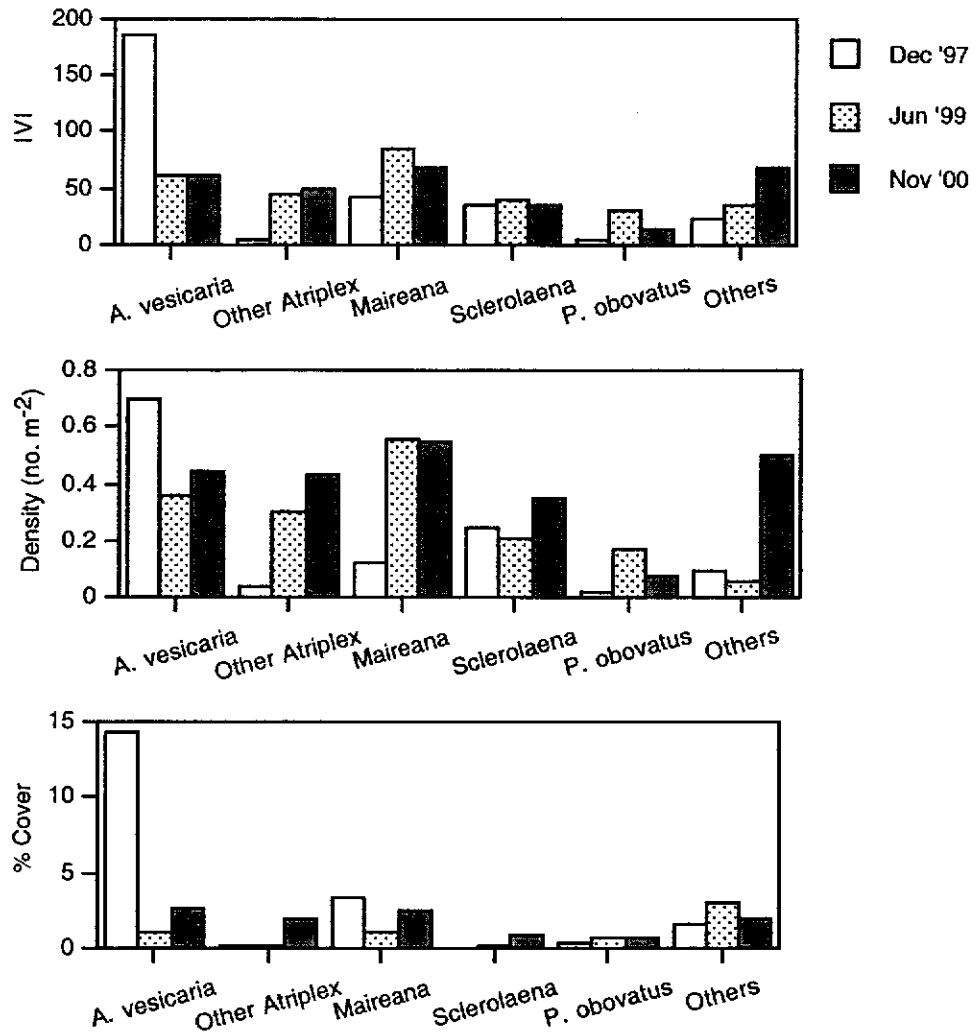 200
150
100
50
0
IVI
A. vesicaria
Other Atriplex
Maireana
Sclerolaena
P. obovatus
Others
Dec '97
Jun '99
Nov '00
0.8
0.6
0.4
0.2
0
Density (no. m⁻²)
A. vesicaria
Other Atriplex
Maireana
Sclerolaena
P. obovatus
Others
15
10
5
0
% Cover
A. vesicaria
Other Atriplex
Maireana
Sclerolaena
P. obovatus
Others